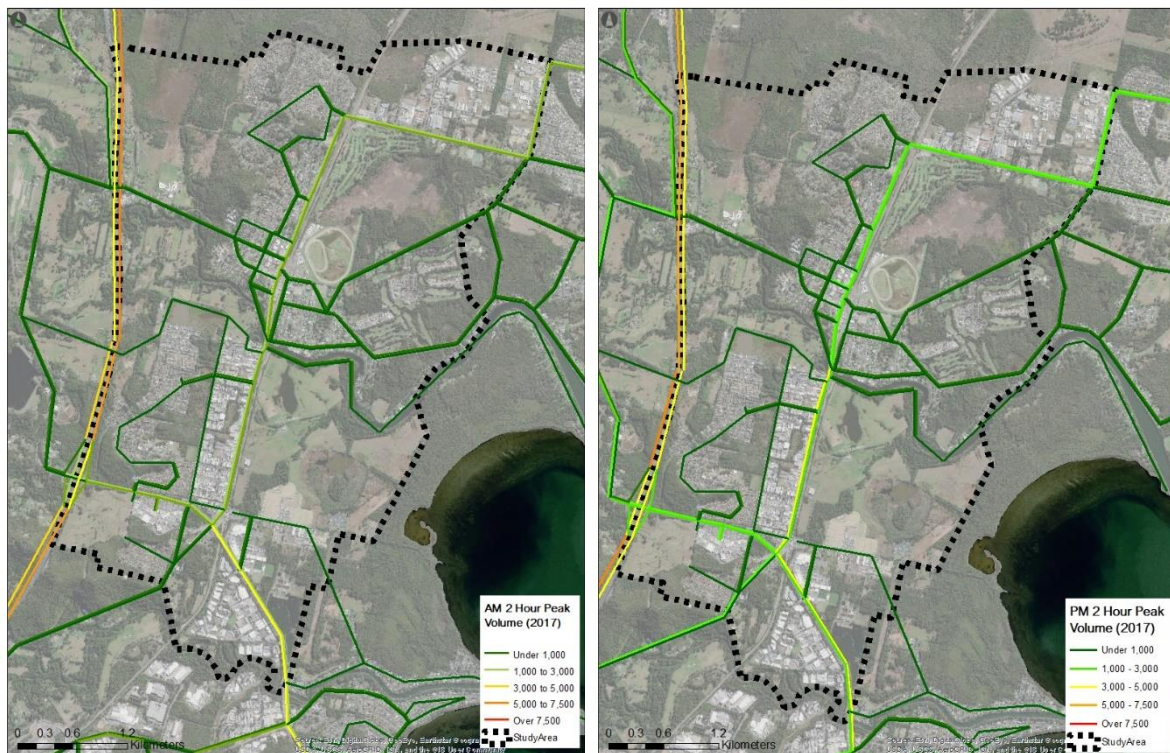 AM 2 Hour Peak
Volume (2017)
Under 1,000
1,000 to 3,000
3,000 to 5,000
5,000 to 7,500
Over 7,500
StudyArea
0 0.3 0.6 1.2
Kilometers
PM 2 Hour Peak
Volume (2017)
Under 1,000
1,000 - 3,000
3,000 - 5,000
5,000 - 7,500
Over 7,500
StudyArea
0 0.3 0.6 1.2
Kilometers